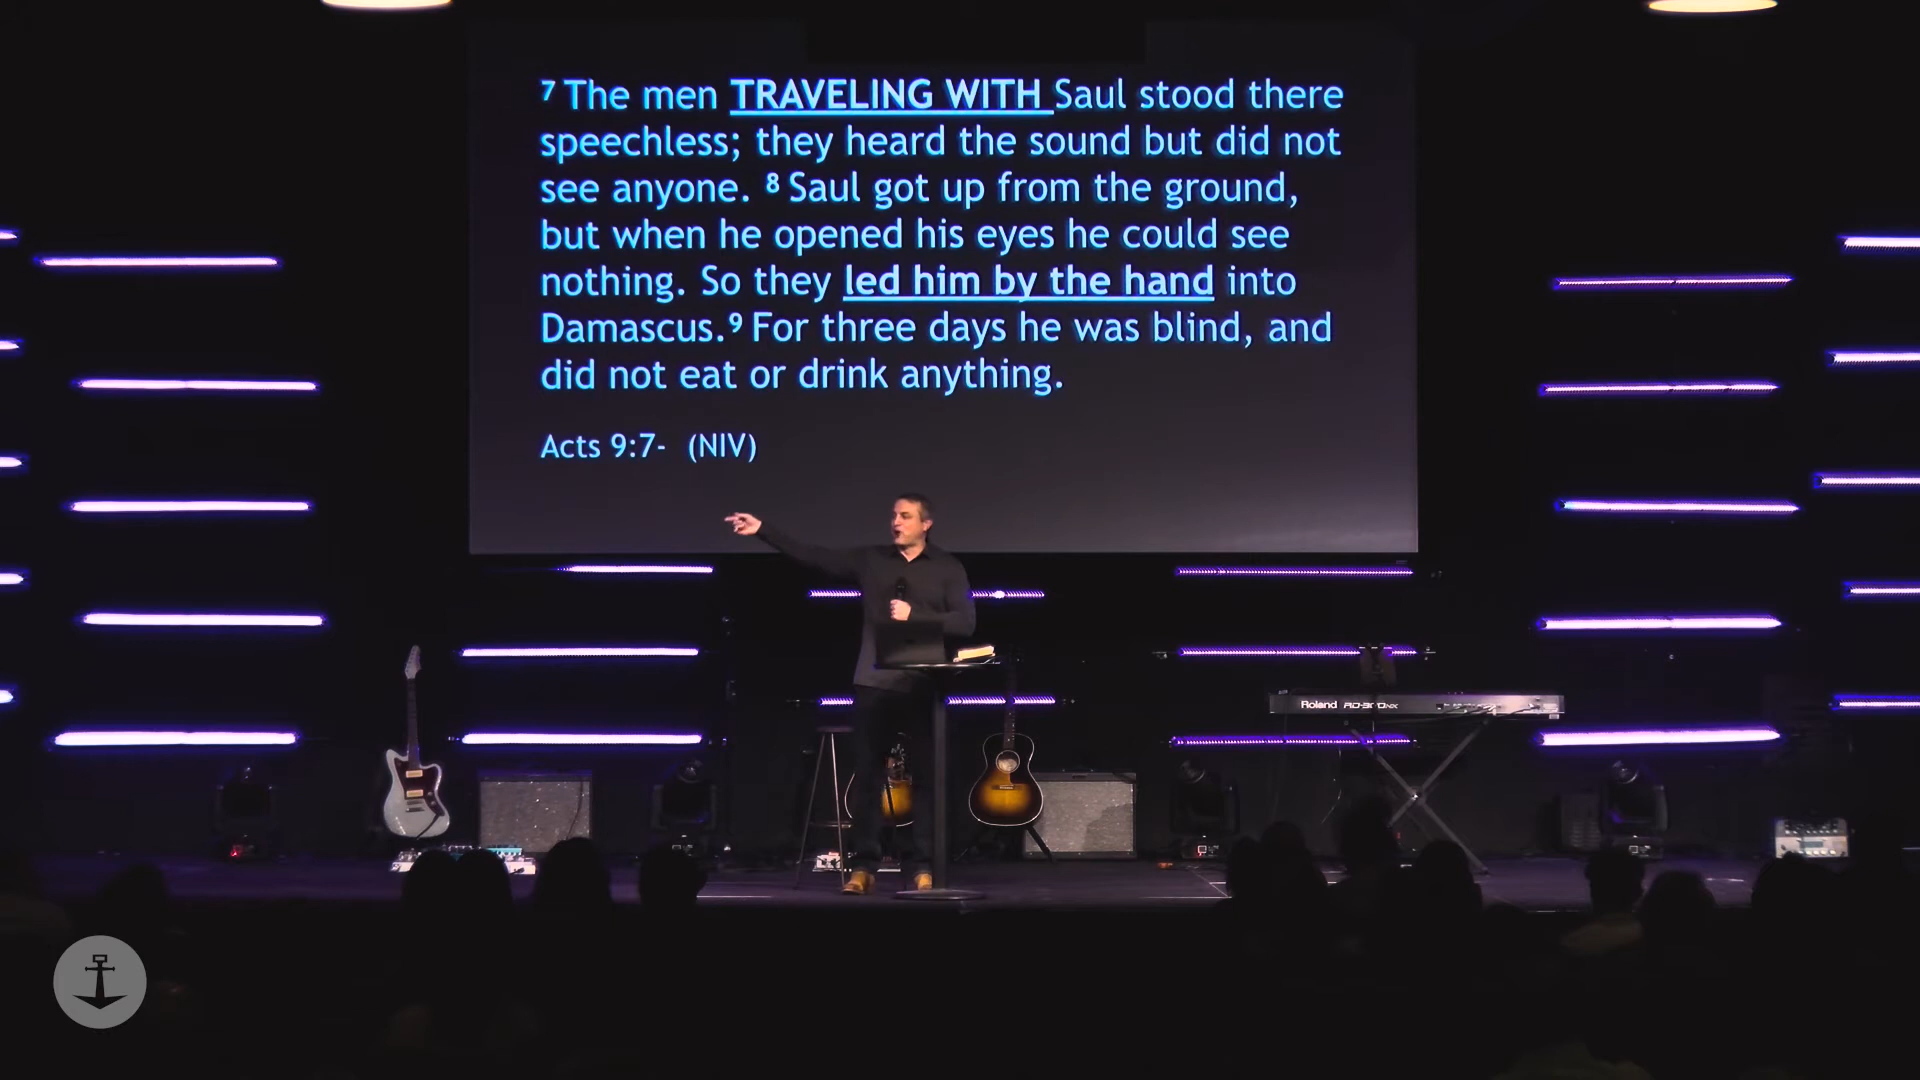 7 The men TRAVELING WITH Saul stood there
speechless; they heard the sound but did not
see anyone. 8 Saul got up from the ground,
but when he opened his eyes he could see
nothing. So they led him by the hand into
Damascus.9 For three days he was blind, and
did not eat or drink anything.
Acts 9:7- (NIV)
Roland RD-300NX